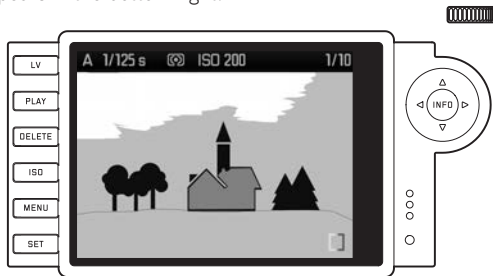 LV
PLAY
DELETE
ISO
MENU
SET
A 1/125 s ISO 200 1/10
INFO